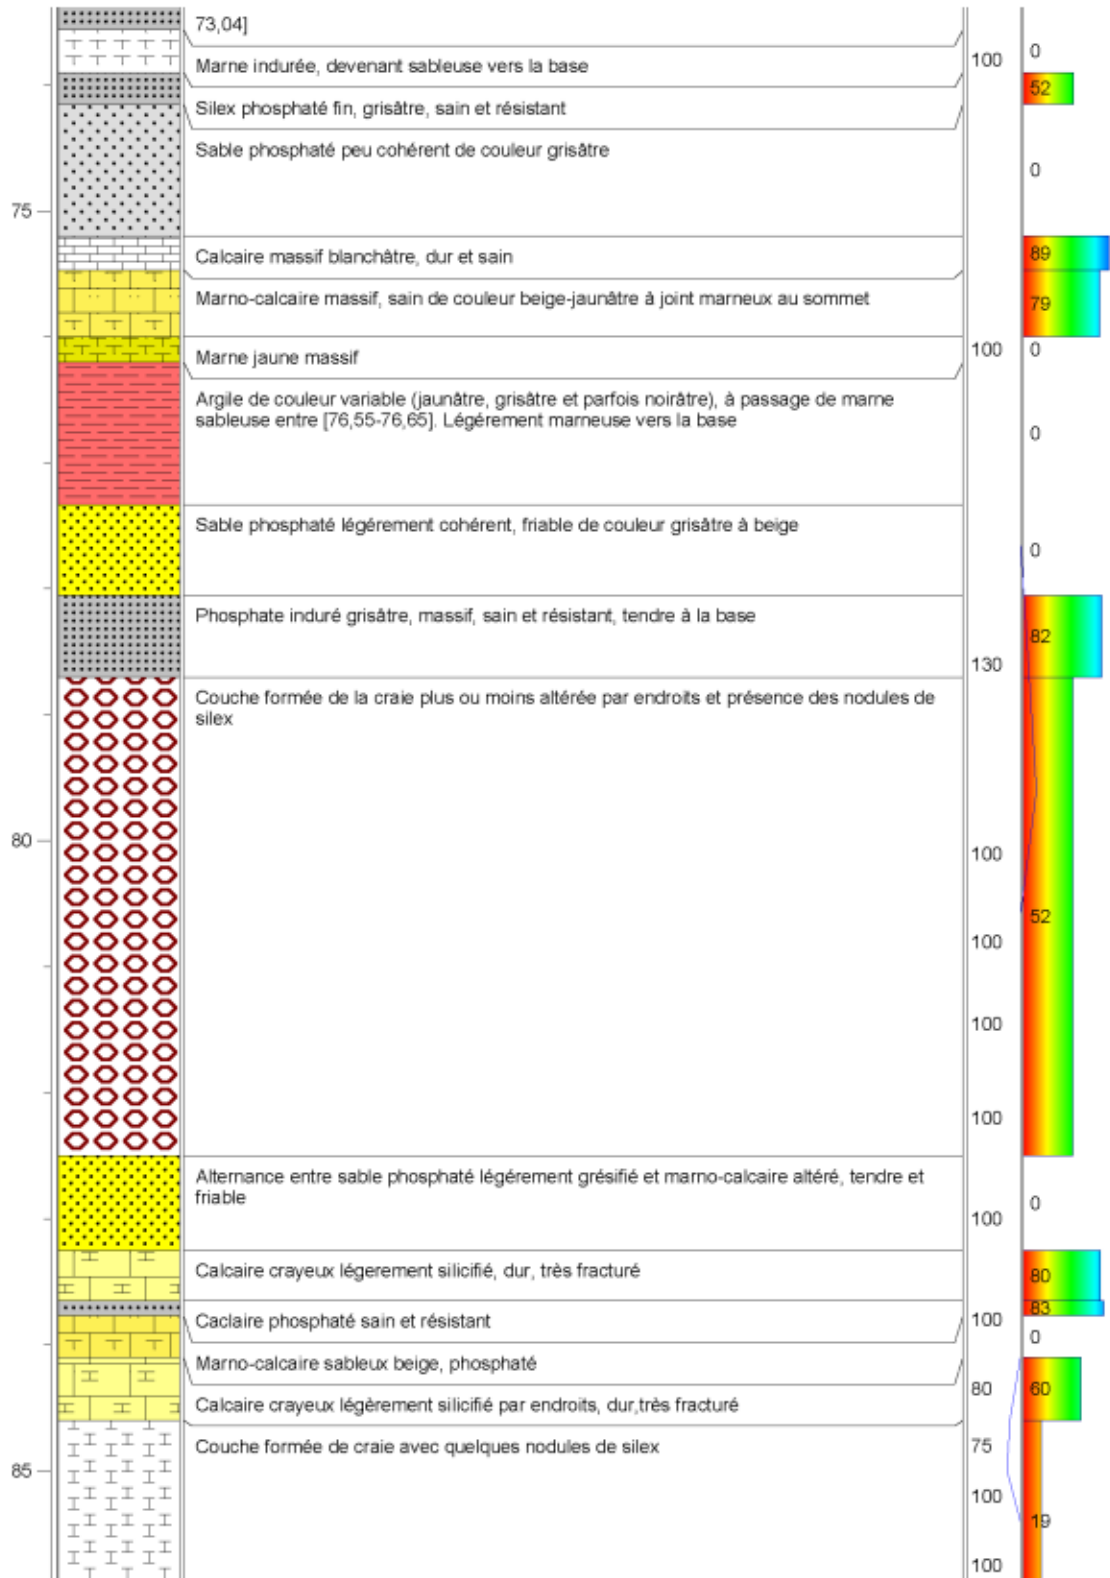 73,04]
0
Marne indurée, devenant sableuse vers la base
100
52
Silex phosphaté fin, grisâtre, sain et résistant
Sable phosphaté peu cohérent de couleur grisâtre
0
75
Calcaire massif blanchâtre, dur et sain
89
Marno-calcaire massif, sain de couleur beige-jaunâtre à joint marneux au sommet
79
Marne jaune massif
100
0
Argile de couleur variable (jaunâtre, grisâtre et parfois noirâtre), à passage de marne
sableuse entre [76,55-76,65]. Légérement marneuse vers la base
0
Sable phosphaté légérement cohérent, friable de couleur grisâtre à beige
0
Phosphate induré grisâtre, massif, sain et résistant, tendre à la base
82
130
Couche formée de la craie plus ou moins altérée par endroits et présence des nodules de
silex
80
100
52
100
100
100
Alternance entre sable phosphaté légérement grésifié et marno-calcaire altéré, tendre et
friable
0
100
Calcaire crayeux légerement silicifié, dur, très fracturé
80
83
Caclaire phosphaté sain et résistant
100
0
Marno-calcaire sableux beige, phosphaté
80
60
Calcaire crayeux légèrement silicifié par endroits, dur,très fracturé
Couche formée de craie avec quelques nodules de silex
75
85
100
19
100